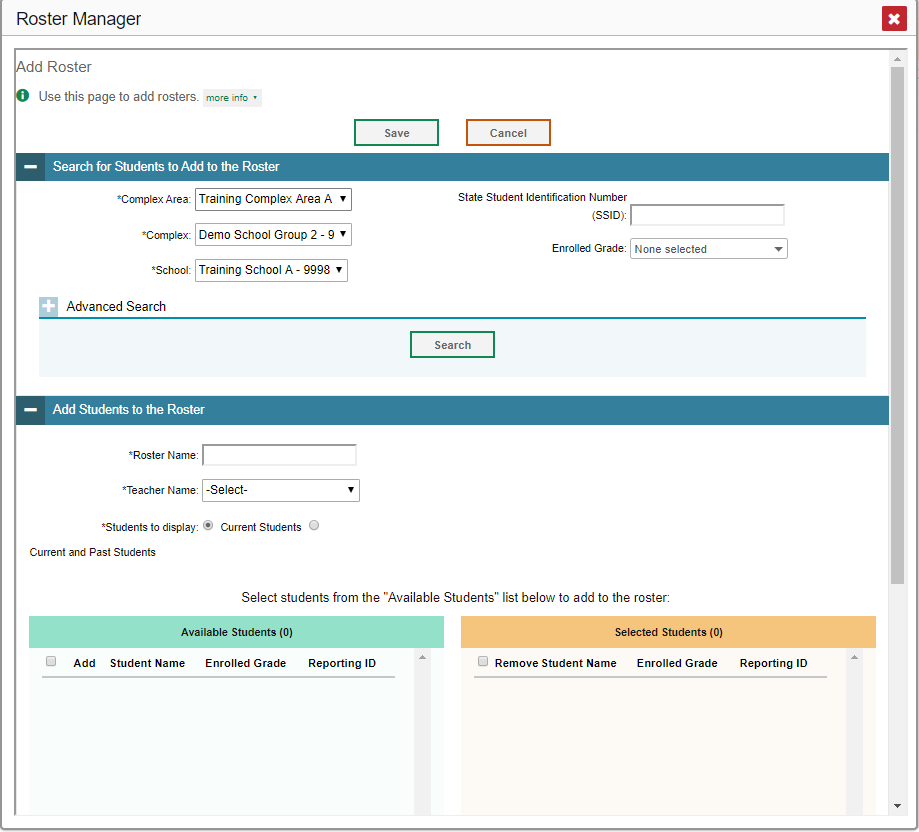 Roster Manager
Add Roster
Use this page to add rosters. more info
Save Cancel
Search for Students to Add to the Roster
*Complex Area: Training Complex Area A
State Student Identification Number
(SSID):
*Complex: Demo School Group 2 - 9
Enrolled Grade: None selected
*School: Training School A - 9998
Advanced Search
Search
Add Students to the Roster
*Roster Name:
*Teacher Name: -Select-
*Students to display: Current Students
Current and Past Students
Select students from the "Available Students" list below to add to the roster:
Available Students (0)
Add Student Name Enrolled Grade Reporting ID
Selected Students (0)
Remove Student Name Enrolled Grade Reporting ID